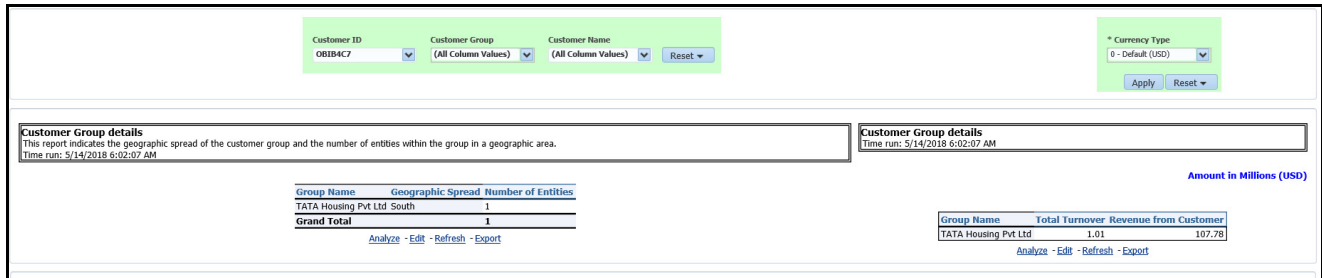 Customer ID Customer Group Customer Name
OBIB4C7 (All Column Values) (All Column Values) Reset
* Currency Type
0 - Default (USD)
Apply Reset
Customer Group details
This report indicates the geographic spread of the customer group and the number of entities within the group in a geographic area.
Time run: 5/14/2018 6:02:07 AM
Group Name Geographic Spread Number of Entities
TATA Housing Pvt Ltd South 1
Grand Total 1
Analyze - Edit - Refresh - Export
Customer Group details
Time run: 5/14/2018 6:02:07 AM
Amount in Millions (USD)
Group Name Total Turnover Revenue from Customer
TATA Housing Pvt Ltd 1.01 107.78
Analyze - Edit - Refresh - Export